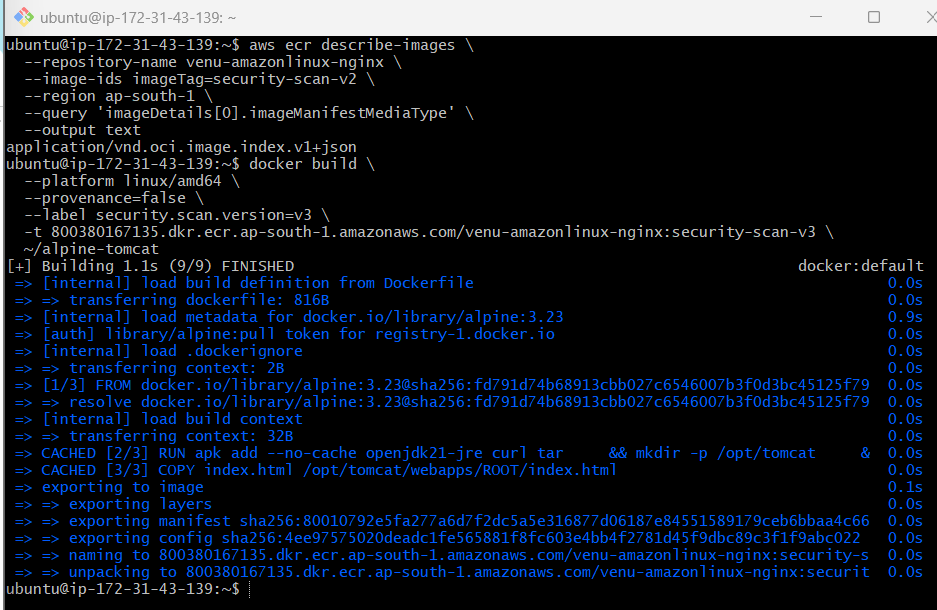 ubuntu@ip-172-31-43-139: ~
ubuntu@ip-172-31-43-139:~$ aws ecr describe-images \
  --repository-name venu-amazonlinux-nginx \
  --image-ids imageTag=security-scan-v2 \
  --region ap-south-1 \
  --query 'imageDetails[0].imageManifestMediaType' \
  --output text
application/vnd.oci.image.index.v1+json
ubuntu@ip-172-31-43-139:~$ docker build \
  --platform linux/amd64 \
  --provenance=false \
  --label security.scan.version=v3 \
  -t 800380167135.dkr.ecr.ap-south-1.amazonaws.com/venu-amazonlinux-nginx:security-scan-v3 \
  ~/alpine-tomcat
[+] Building 1.1s (9/9) FINISHED docker:default
 => [internal] load build definition from Dockerfile 0.0s
 => => transferring dockerfile: 816B 0.0s
 => [internal] load metadata for docker.io/library/alpine:3.23 0.9s
 => [auth] library/alpine:pull token for registry-1.docker.io 0.0s
 => [internal] load .dockerignore 0.0s
 => => transferring context: 2B 0.0s
 => [1/3] FROM docker.io/library/alpine:3.23@sha256:fd791d74b68913cbb027c6546007b3f0d3bc45125f79 0.0s
 => => resolve docker.io/library/alpine:3.23@sha256:fd791d74b68913cbb027c6546007b3f0d3bc45125f79 0.0s
 => [internal] load build context 0.0s
 => => transferring context: 32B 0.0s
 => CACHED [2/3] RUN apk add --no-cache openjdk21-jre curl tar     && mkdir -p /opt/tomcat     & 0.0s
 => CACHED [3/3] COPY index.html /opt/tomcat/webapps/ROOT/index.html 0.0s
 => exporting to image 0.1s
 => => exporting layers 0.0s
 => => exporting manifest sha256:80010792e5fa277a6d7f2dc5a5e316877d06187e84551589179ceb6bbaa4c66 0.0s
 => => exporting config sha256:4ee97575020deadc1fe565881f8fc603e4bb4f2781d45f9dbc89c3f1f9abc022 0.0s
 => => naming to 800380167135.dkr.ecr.ap-south-1.amazonaws.com/venu-amazonlinux-nginx:security-s 0.0s
 => => unpacking to 800380167135.dkr.ecr.ap-south-1.amazonaws.com/venu-amazonlinux-nginx:securit 0.0s
ubuntu@ip-172-31-43-139:~$